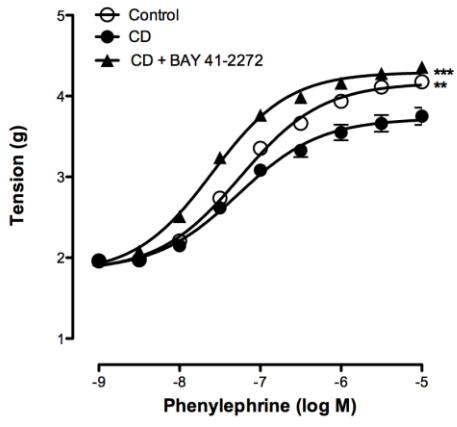 Control
CD
CD + BAY 41-2272
5
4
3
2
1
***
**
Tension (g)
-9 -8 -7 -6 -5
Phenylephrine (log M)